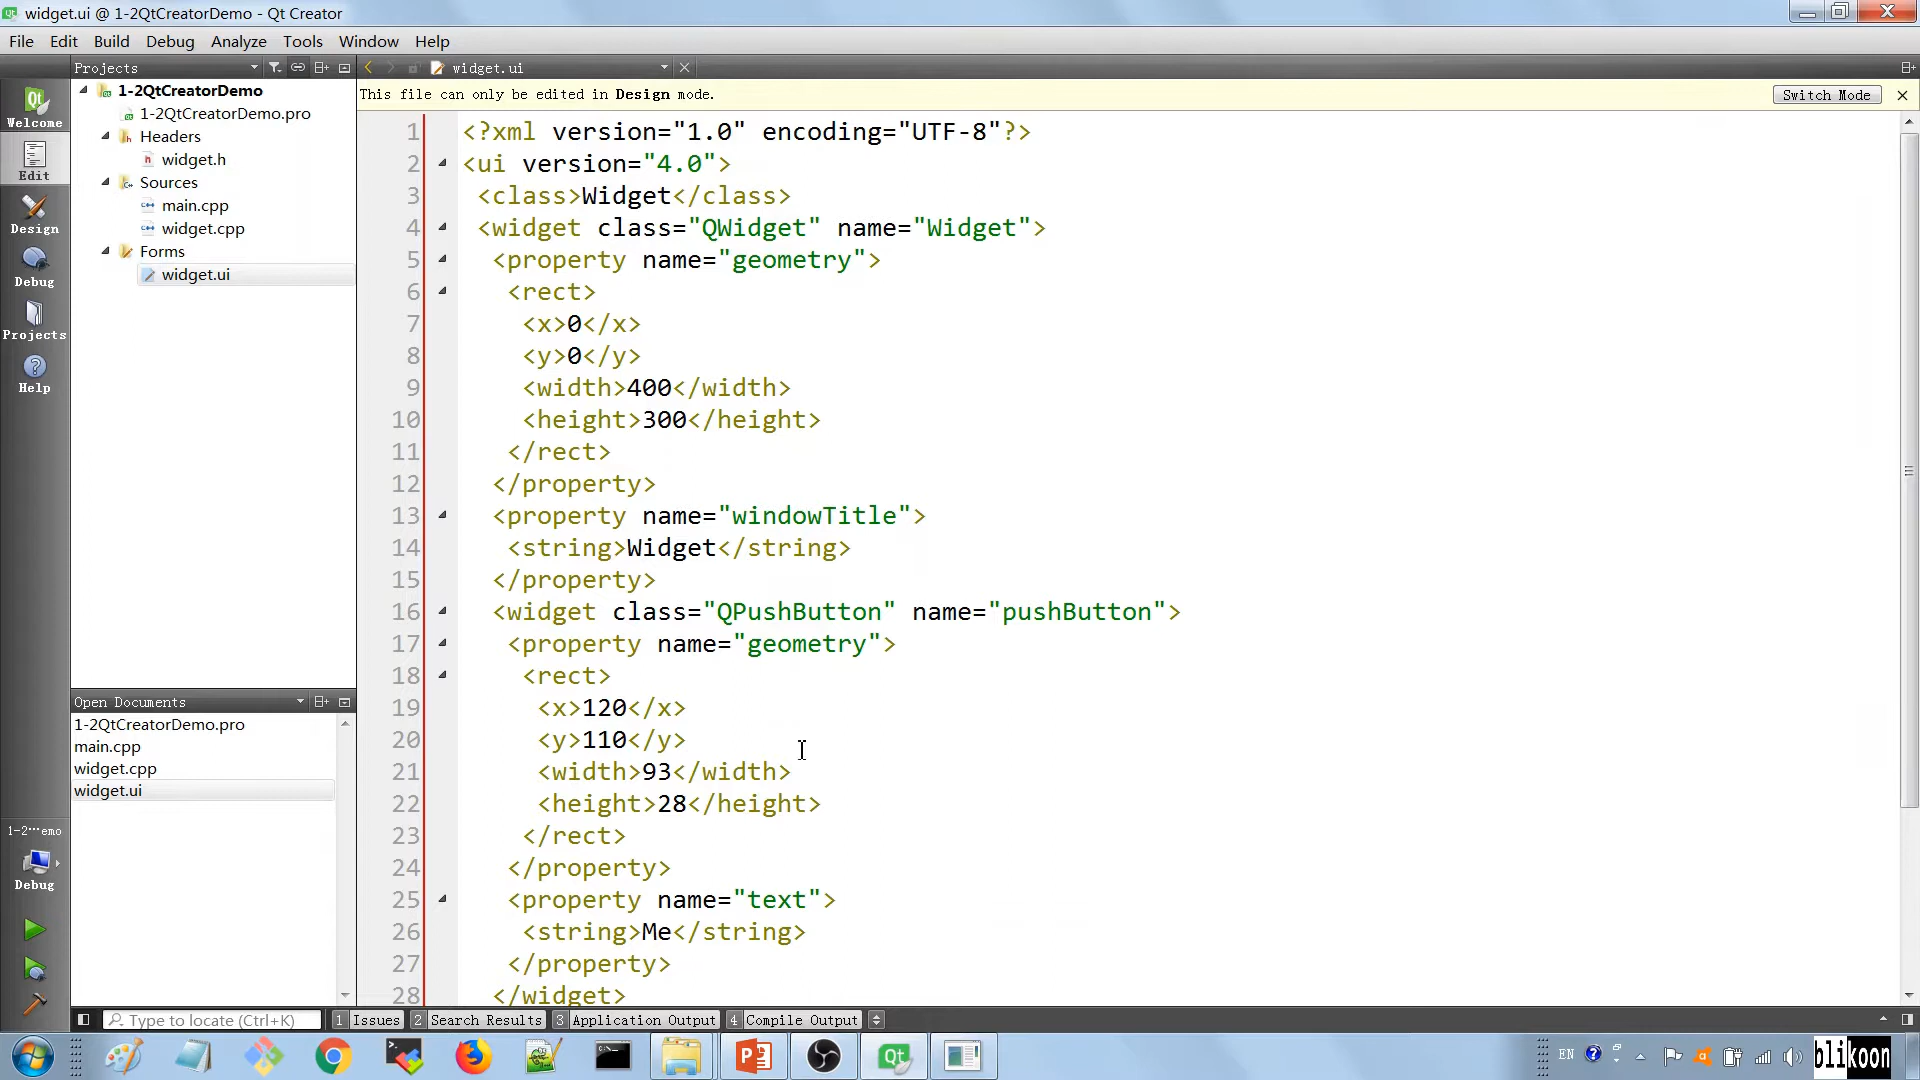 widget.ui @ 1-2QtCreatorDemo - Qt Creator
File Edit Build Debug Analyze Tools Window Help
Projects
widget.ui
Welcome
Edit
Design
Debug
Projects
Help
1-2QtCreatorDemo
1-2QtCreatorDemo.pro
Headers
widget.h
Sources
main.cpp
widget.cpp
Forms
widget.ui
This file can only be edited in Design mode.
Switch Mode
1 <?xml version="1.0" encoding="UTF-8"?>
2 <ui version="4.0">
3 <class>Widget</class>
4 <widget class="QWidget" name="Widget">
5 <property name="geometry">
6 <rect>
7 <x>0</x>
8 <y>0</y>
9 <width>400</width>
10 <height>300</height>
11 </rect>
12 </property>
13 <property name="windowTitle">
14 <string>Widget</string>
15 </property>
16 <widget class="QPushButton" name="pushButton">
17 <property name="geometry">
18 <rect>
19 <x>120</x>
20 <y>110</y>
21 <width>93</width>
22 <height>28</height>
23 </rect>
24 </property>
25 <property name="text">
26 <string>Me</string>
27 </property>
28 </widget>
Open Documents
1-2QtCreatorDemo.pro
main.cpp
widget.cpp
widget.ui
1-2···emo
Debug
Type to locate (Ctrl+K)
1 Issues 2 Search Results 3 Application Output 4 Compile Output
EN
blikoon